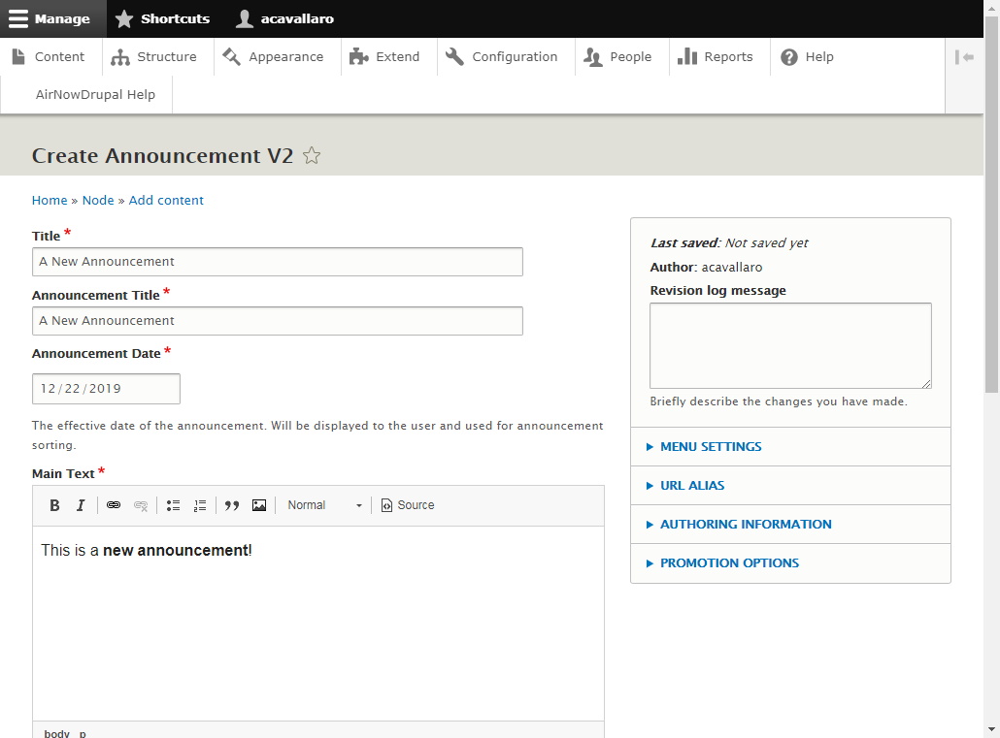 Manage Shortcuts acavallaro
Content Structure Appearance Extend Configuration People Reports Help
AirNowDrupal Help
Create Announcement V2
Home » Node » Add content
Title *
A New Announcement
Announcement Title *
A New Announcement
Announcement Date *
12/22/2019
The effective date of the announcement. Will be displayed to the user and used for announcement
sorting.
Main Text *
B I Normal Source
This is a new announcement!
body p
Last saved: Not saved yet
Author: acavallaro
Revision log message
Briefly describe the changes you have made.
MENU SETTINGS
URL ALIAS
AUTHORING INFORMATION
PROMOTION OPTIONS